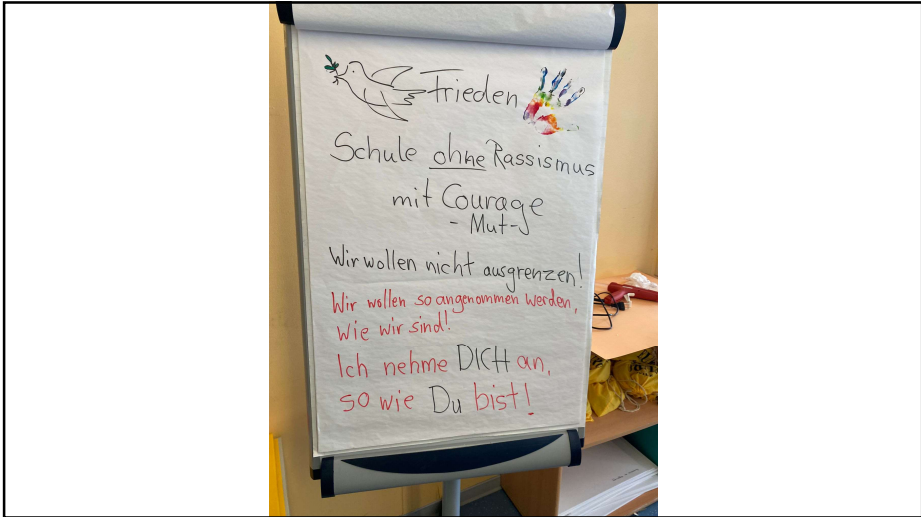 Frieden
Schule ohne Rassismus
mit Courage
- Mut-
Wir wollen nicht ausgrenzen!
Wir wollen so angenommen werden,
wie wir sind!
Ich nehme DICH an,
so wie Du bist!